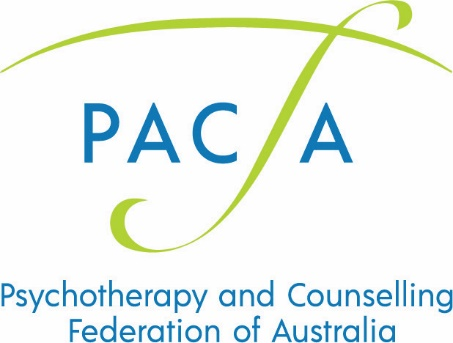 PACfA
Psychotherapy and Counselling
Federation of Australia